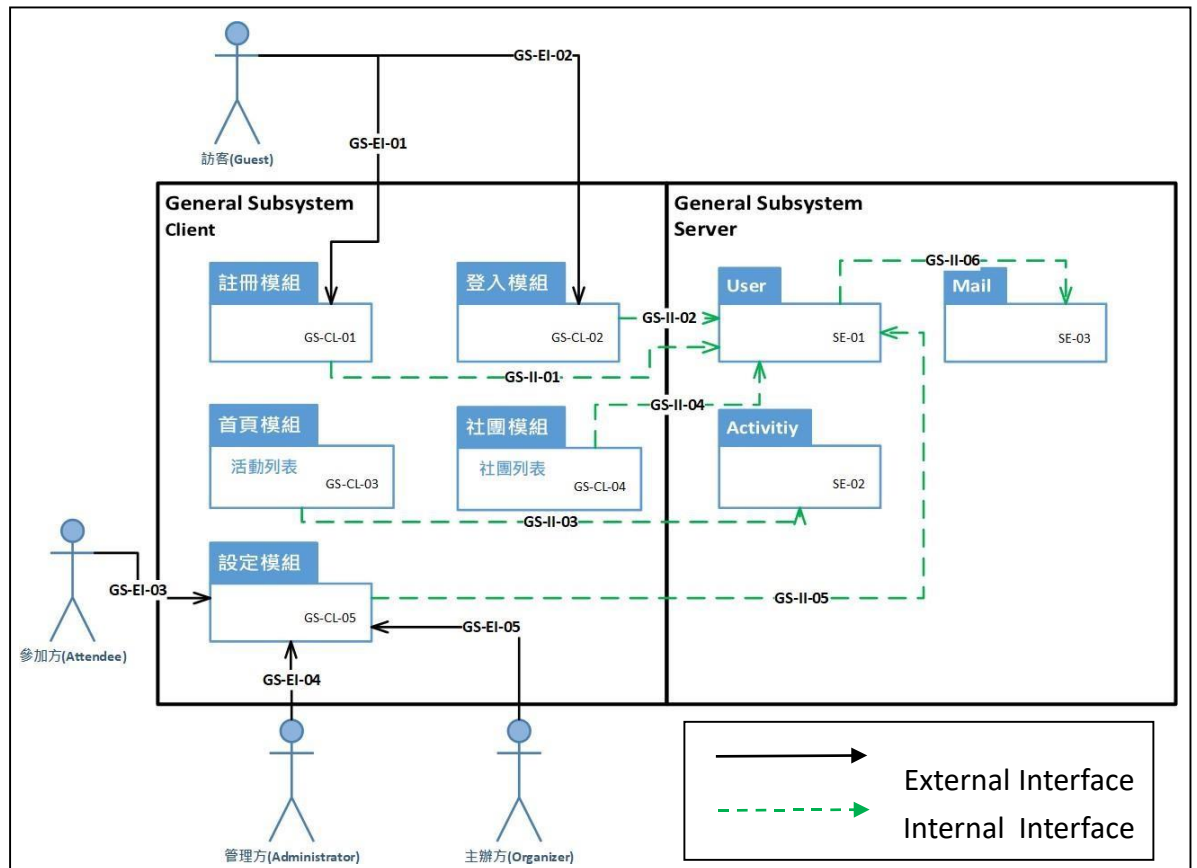 GS-EI-02
GS-EI-01
訪客(Guest)
General Subsystem
Client
General Subsystem
Server
註冊模組
GS-CL-01
登入模組
GS-CL-02
User
SE-01
Mail
SE-03
GS-II-06
GS-II-02
GS-II-01
GS-II-04
首頁模組
活動列表
GS-CL-03
社團模組
社團列表
GS-CL-04
Activitiy
SE-02
GS-II-03
設定模組
GS-CL-05
GS-EI-03
GS-EI-05
GS-II-05
參加方(Attendee)
GS-EI-04
管理方(Administrator)
主辦方(Organizer)
External Interface
Internal Interface